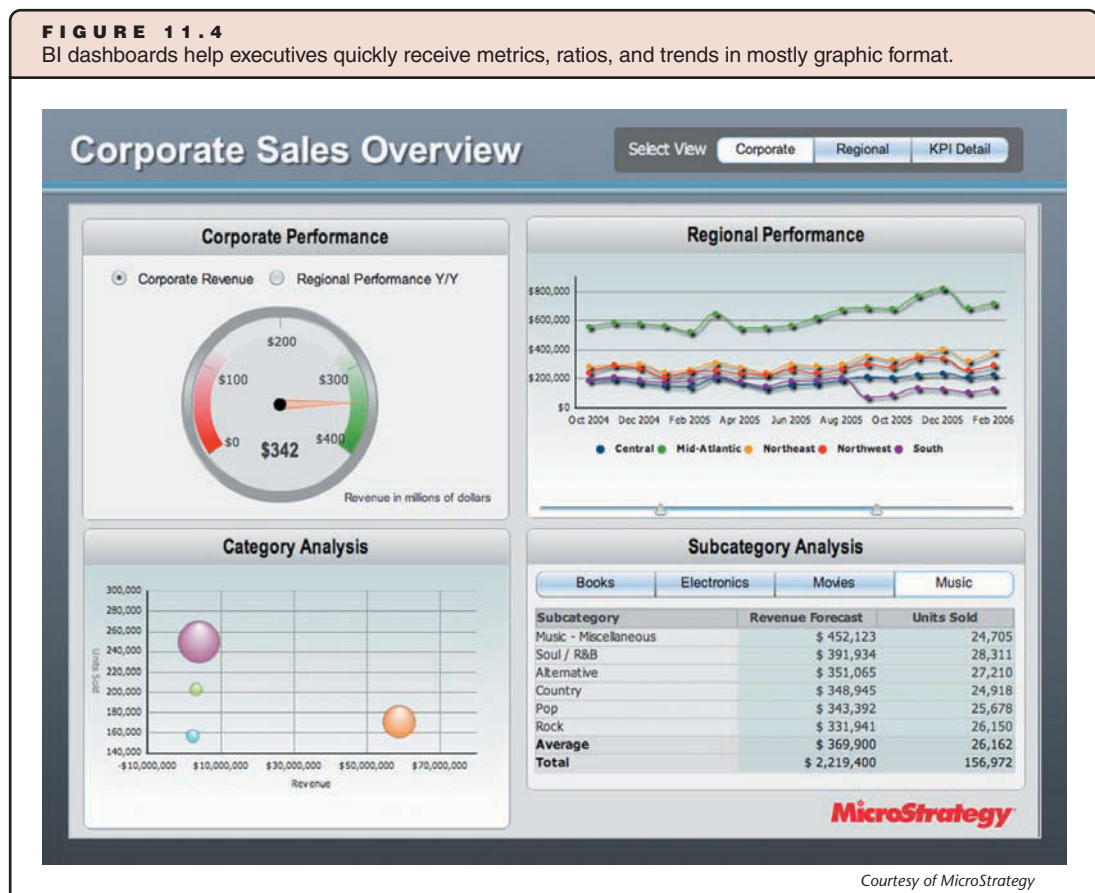 FIGURE 11.4
BI dashboards help executives quickly receive metrics, ratios, and trends in mostly graphic format.
Corporate Sales Overview
Select View Corporate Regional KPI Detail
Corporate Performance
Corporate Revenue Regional Performance Y/Y
$200
$100 $300
$0 $400
$342
Revenue in millions of dollars
Regional Performance
$800,000
$600,000
$400,000
$200,000
$0
Oct 2004 Dec 2004 Feb 2005 Apr 2005 Jun 2005 Aug 2005 Oct 2005 Dec 2005 Feb 2006
Central Mid-Atlantic Northeast Northwest South
Category Analysis
300,000
280,000
260,000
240,000
220,000
200,000
180,000
160,000
140,000
Units Sold
-$10,000,000 $10,000,000 $30,000,000 $50,000,000 $70,000,000
Revenue
Subcategory Analysis
Books Electronics Movies Music
Subcategory Revenue Forecast Units Sold
Music - Miscellaneous $ 452,123 24,705
Soul / R&B $ 391,934 28,311
Alternative $ 351,065 27,210
Country $ 348,945 24,918
Pop $ 343,392 25,678
Rock $ 331,941 26,150
Average $ 369,900 26,162
Total $ 2,219,400 156,972
MicroStrategy
Courtesy of MicroStrategy